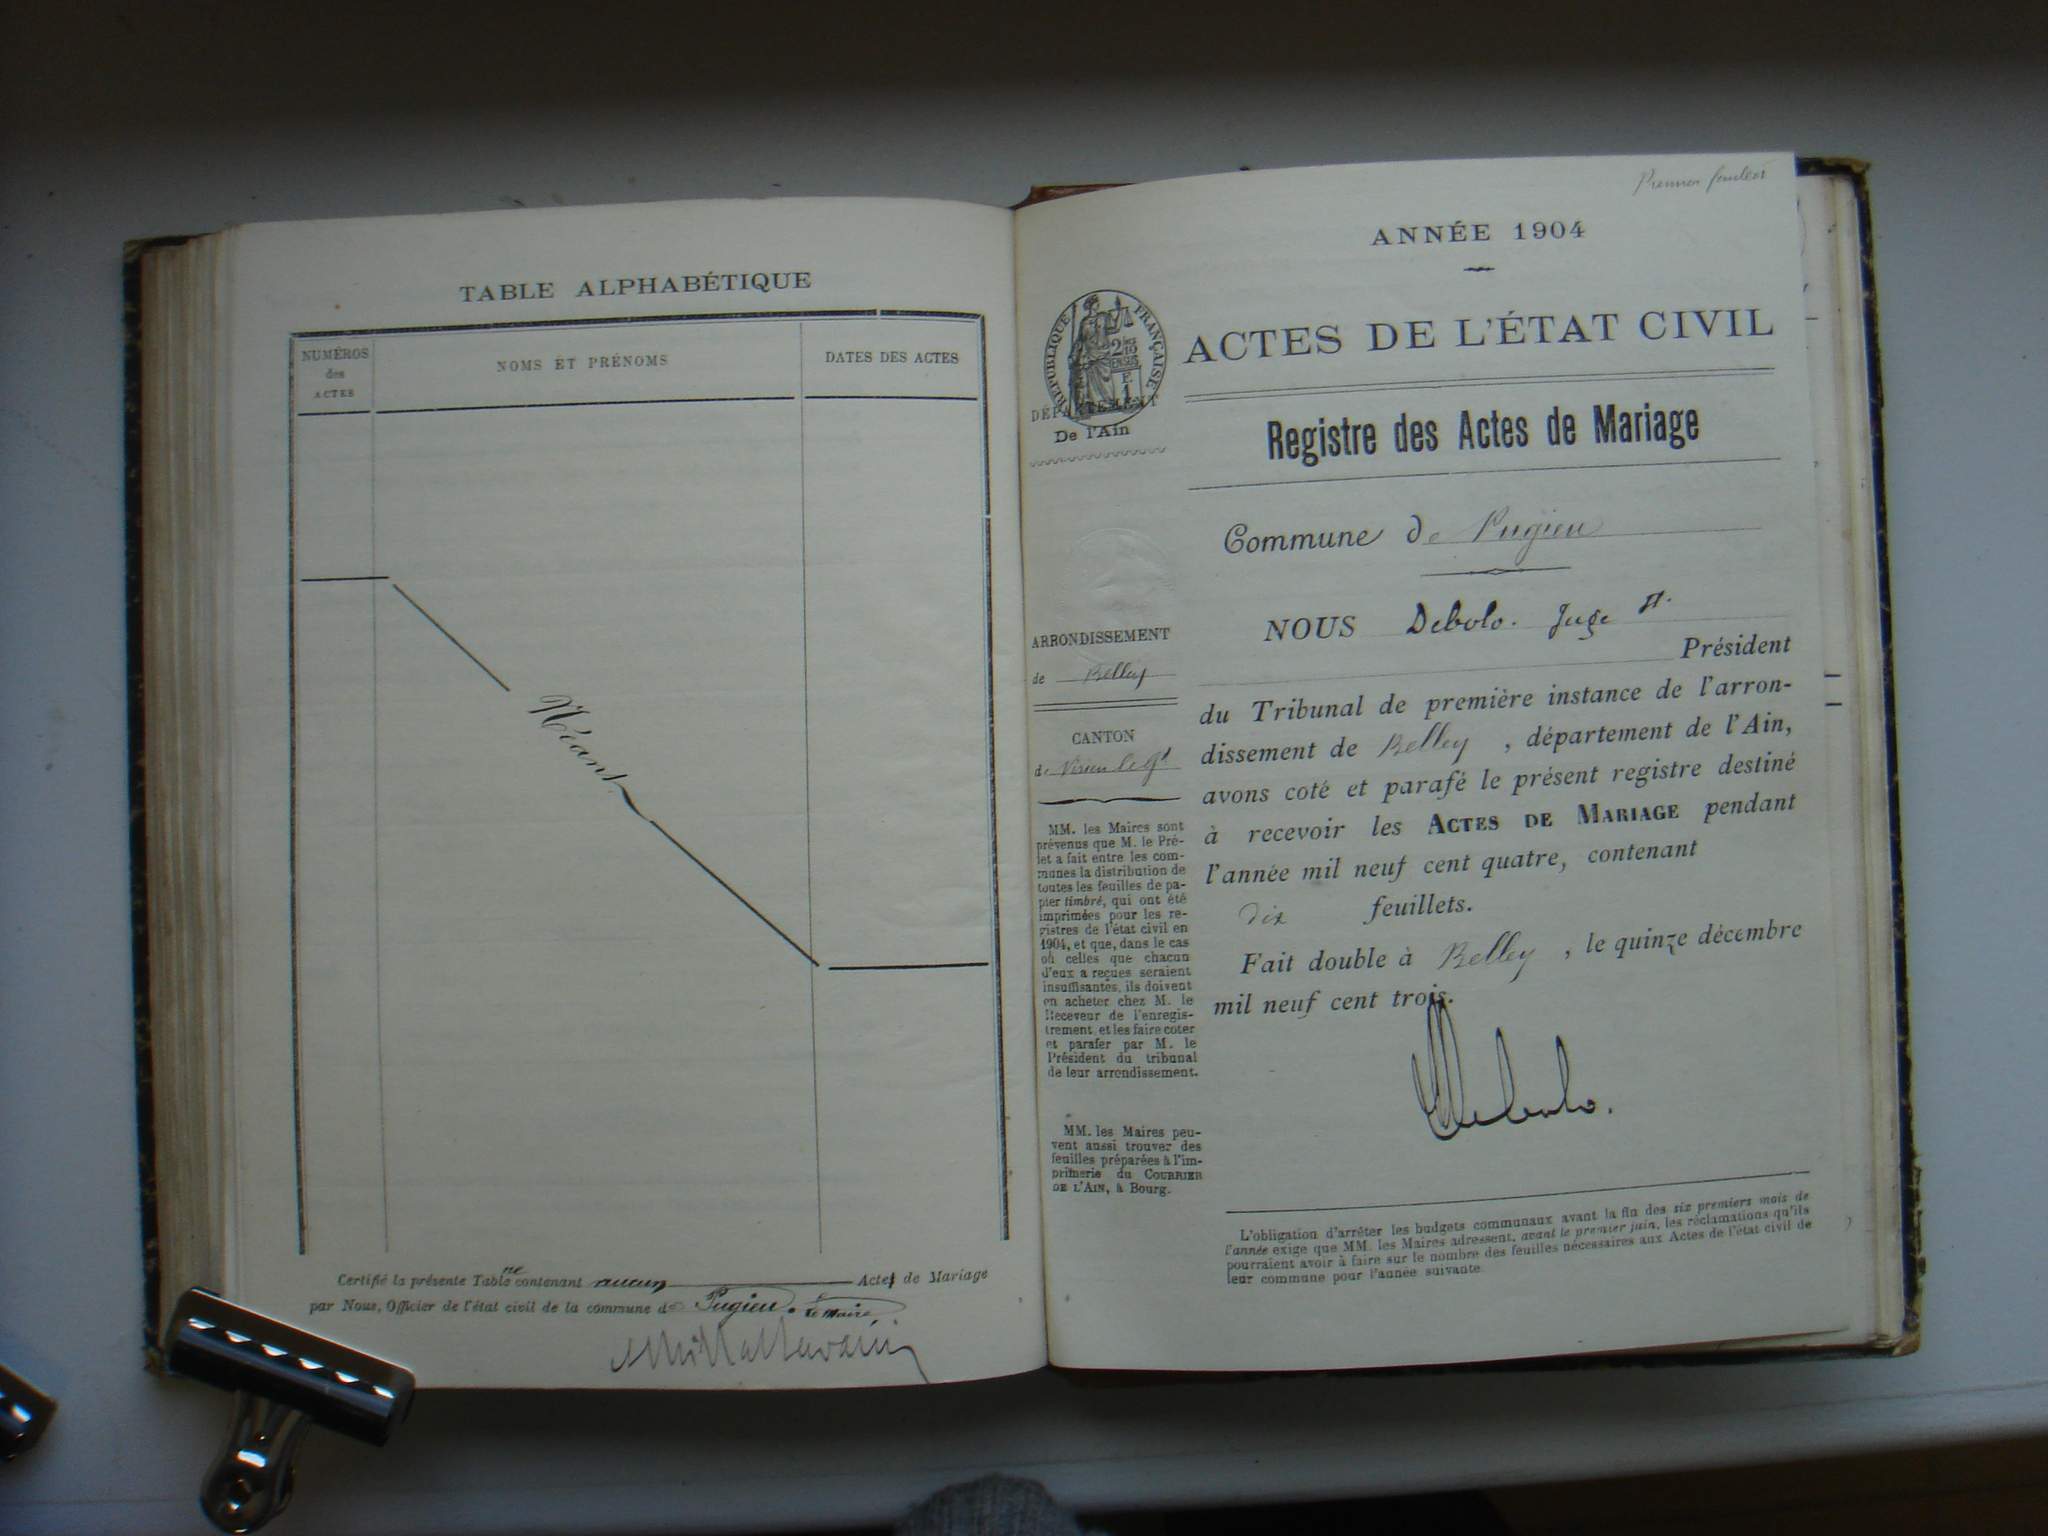 TABLE ALPHABÉTIQUE
NUMÉROS
des
ACTES
NOMS ET PRÉNOMS
DATES DES ACTES
Néant
Certifié la présente Table ne contenant aucun Acte de Mariage
par Nous, Officier de l'état civil de la commune de Pugieu. Le Maire,
Premier feuillet
ANNÉE 1904
RÉPUBLIQUE FRANÇAISE
ACTES DE L'ÉTAT CIVIL
DÉPARTEMENT
De l'Ain
Registre des Actes de Mariage
Commune de Pugieu
ARRONDISSEMENT
de Belley
CANTON
de Virieu le Gd
MM. les Maires sont
prévenus que M. le Pré-
fet a fait entre les com-
munes la distribution de
toutes les feuilles de pa-
pier timbré, qui ont été
imprimées pour les re-
gistres de l'état civil en
1904, et que, dans le cas
où celles que chacun
d'eux a reçues seraient
insuffisantes, ils doivent
en acheter chez M. le
Receveur de l'enregis-
trement, et les faire coter
et parafer par M. le
Président du tribunal
de leur arrondissement.
MM. les Maires peu-
vent aussi trouver des
feuilles préparées à l'im-
primerie du COURRIER
DE L'AIN, à Bourg.
NOUS Debolo. Juge
Président
du Tribunal de première instance de l'arron-
dissement de Belley, département de l'Ain,
avons coté et parafé le présent registre destiné
à recevoir les ACTES DE MARIAGE pendant
l'année mil neuf cent quatre, contenant
dix feuillets.
Fait double à Belley, le quinze décembre
mil neuf cent trois.
Debolo.
L'obligation d'arrêter les budgets communaux avant la fin des six premiers mois de
l'année exige que MM. les Maires adressent, avant le premier juin, les réclamations qu'ils
pourraient avoir à faire sur le nombre des feuilles nécessaires aux Actes de l'état civil de
leur commune pour l'année suivante.